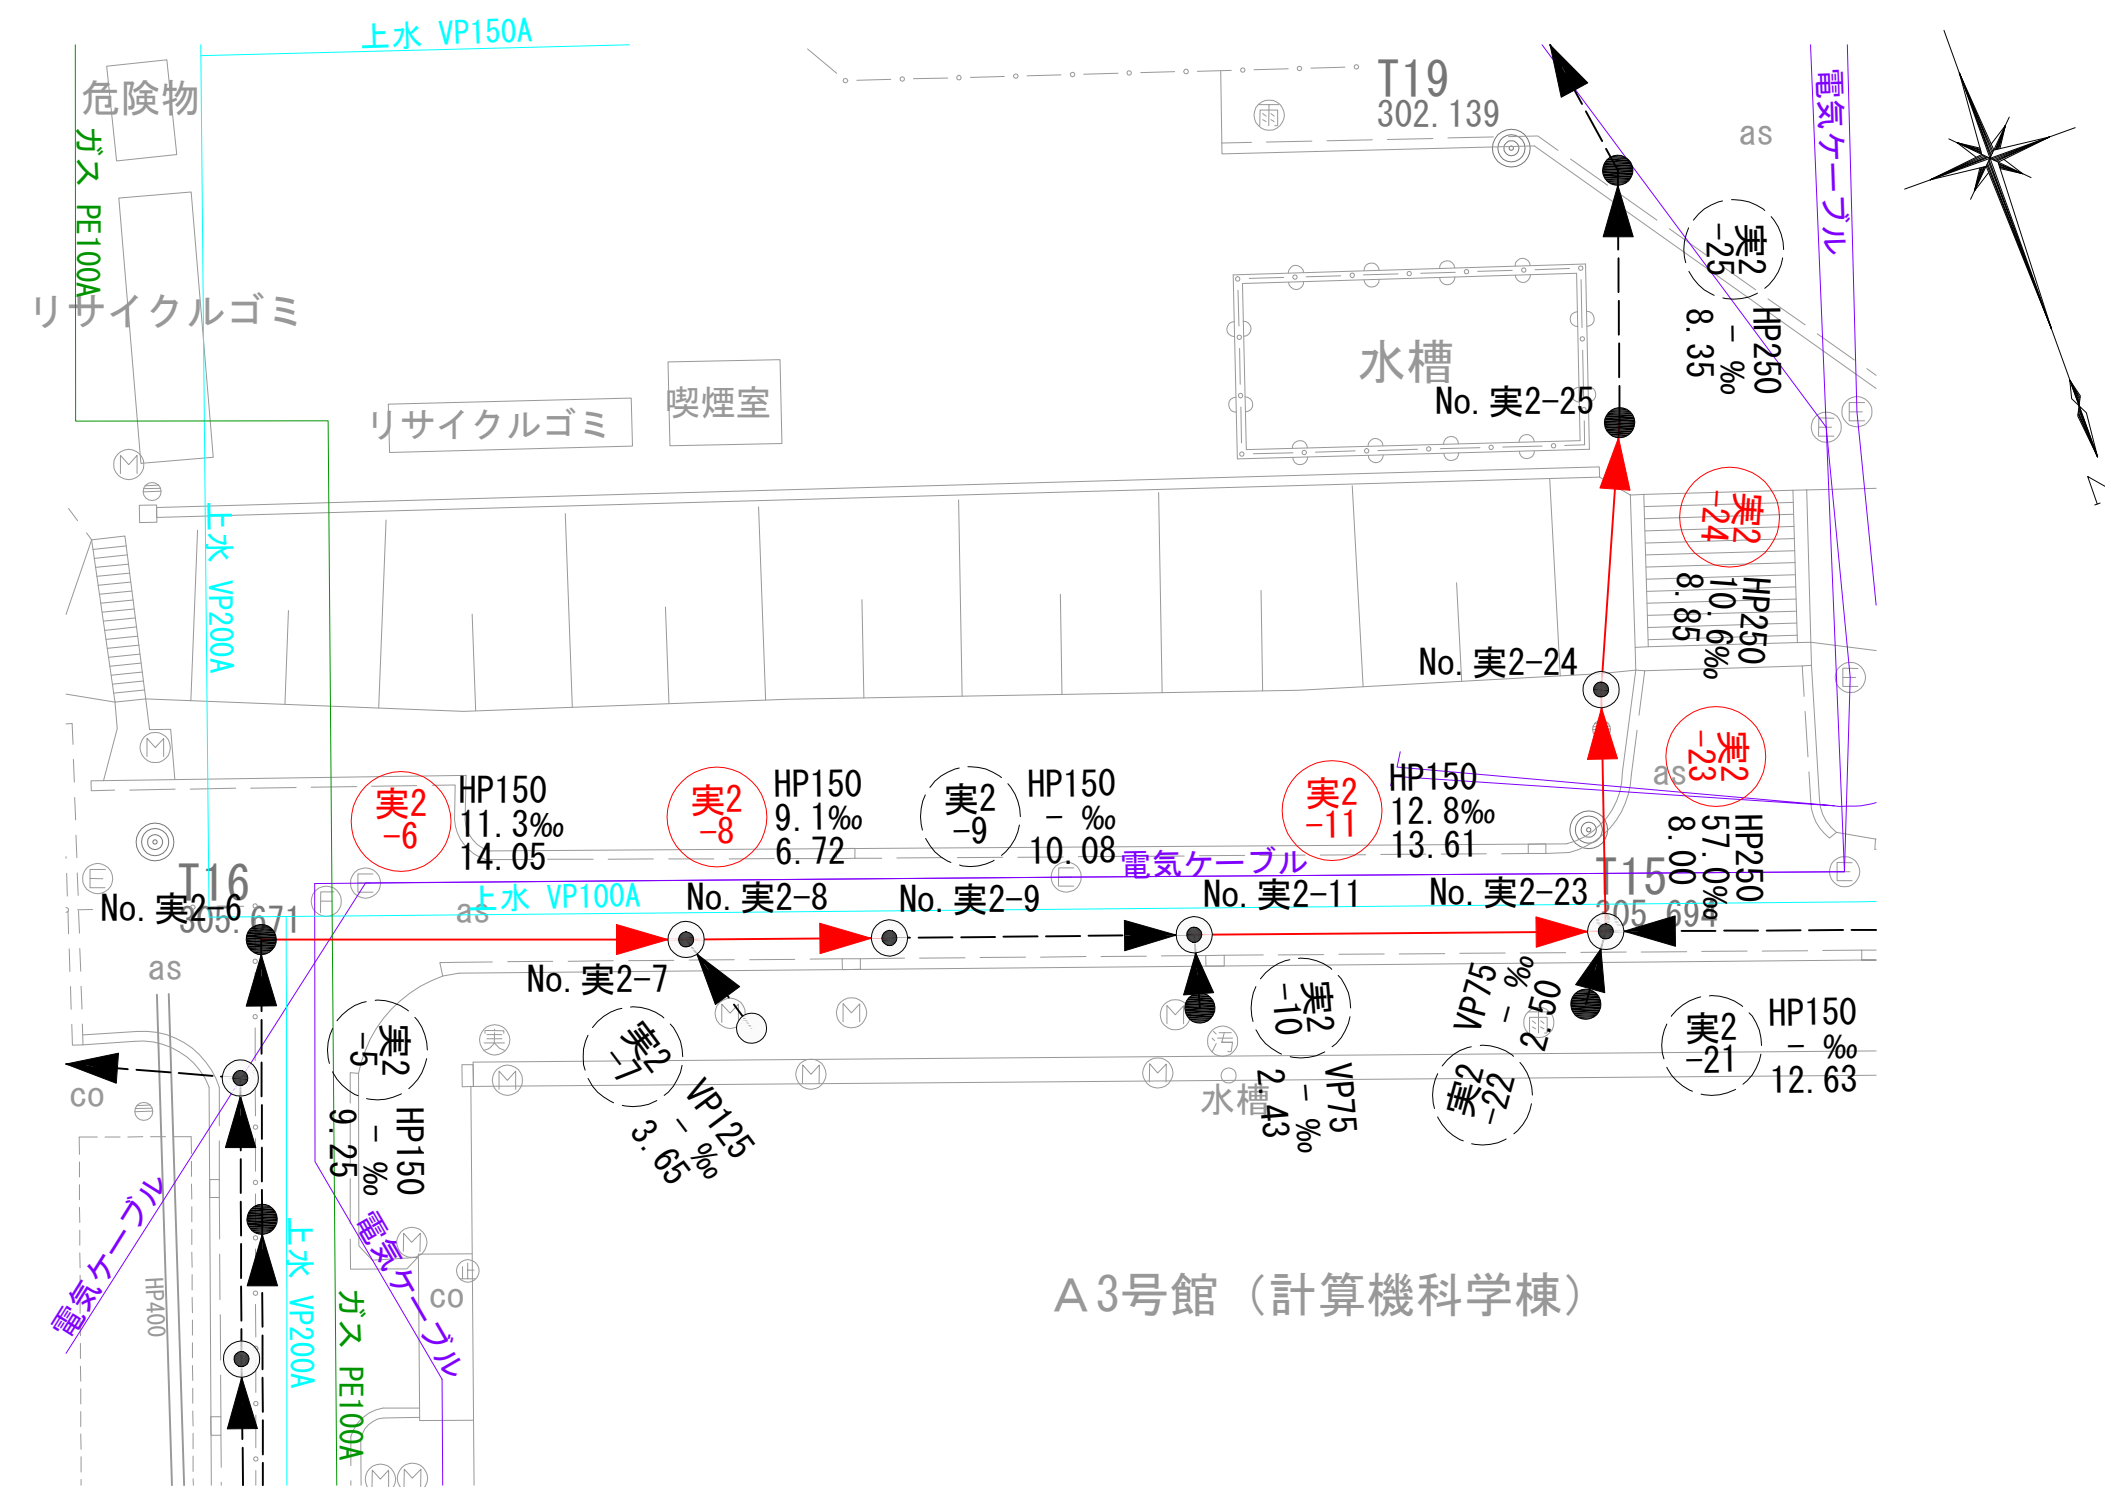 上水 VP150A
危険物
ガス PE100A
リサイクルゴミ
T19
302.139
雨
as
電気ケーブル
実2
-25
HP250
- ‰
8.35
水槽
No.実2-25
リサイクルゴミ
喫煙室
M
E
E
上水 VP200A
実2
-24
HP250
10.6‰
8.85
No.実2-24
E
M
実2
-23
HP250
57.0‰
8.00
as
実2
-6
HP150
11.3‰
14.05
実2
-8
HP150
9.1‰
6.72
実2
-9
HP150
- ‰
10.08
実2
-11
HP150
12.8‰
13.61
電気ケーブル
E
E
E
E
E
T16
305.671
No.実2-6
as
上水 VP100A
No.実2-8
No.実2-9
No.実2-11
No.実2-23
T15
305.694
as
No.実2-7
実2
-5
HP150
- ‰
9.25
実
実2
-7
VP125
- ‰
3.65
M
M
M
汚
実2
-10
VP75
- ‰
2.43
VP75
- ‰
2.50
雨
実2
-22
実2
-21
HP150
- ‰
12.63
co
M
M
M
水槽
電気ケーブル
HP400
上水 VP200A
ガス PE100A
電気ケーブル
M
止
co
A3号館（計算機科学棟）
M
M